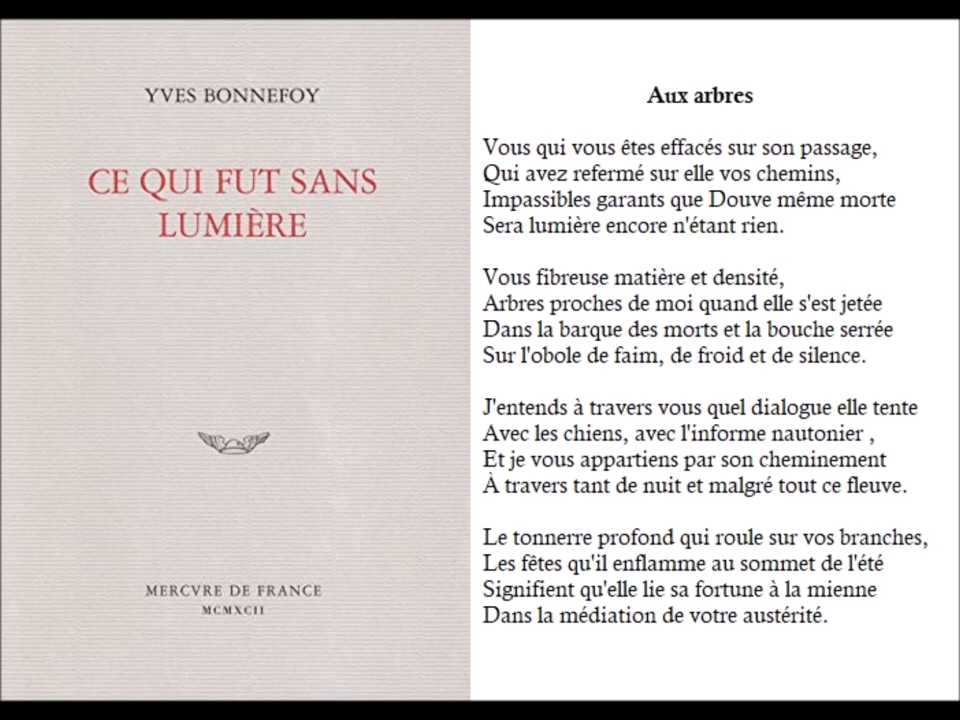 YVES BONNEFOY
CE QUI FUT SANS
LUMIÈRE
MERCVRE DE FRANCE
MCMXCII
Aux arbres
Vous qui vous êtes effacés sur son passage,
Qui avez refermé sur elle vos chemins,
Impassibles garants que Douve même morte
Sera lumière encore n'étant rien.
Vous fibreuse matière et densité,
Arbres proches de moi quand elle s'est jetée
Dans la barque des morts et la bouche serrée
Sur l'obole de faim, de froid et de silence.
J'entends à travers vous quel dialogue elle tente
Avec les chiens, avec l'informe nautonier ,
Et je vous appartiens par son cheminement
À travers tant de nuit et malgré tout ce fleuve.
Le tonnerre profond qui roule sur vos branches,
Les fêtes qu'il enflamme au sommet de l'été
Signifient qu'elle lie sa fortune à la mienne
Dans la médiation de votre austérité.